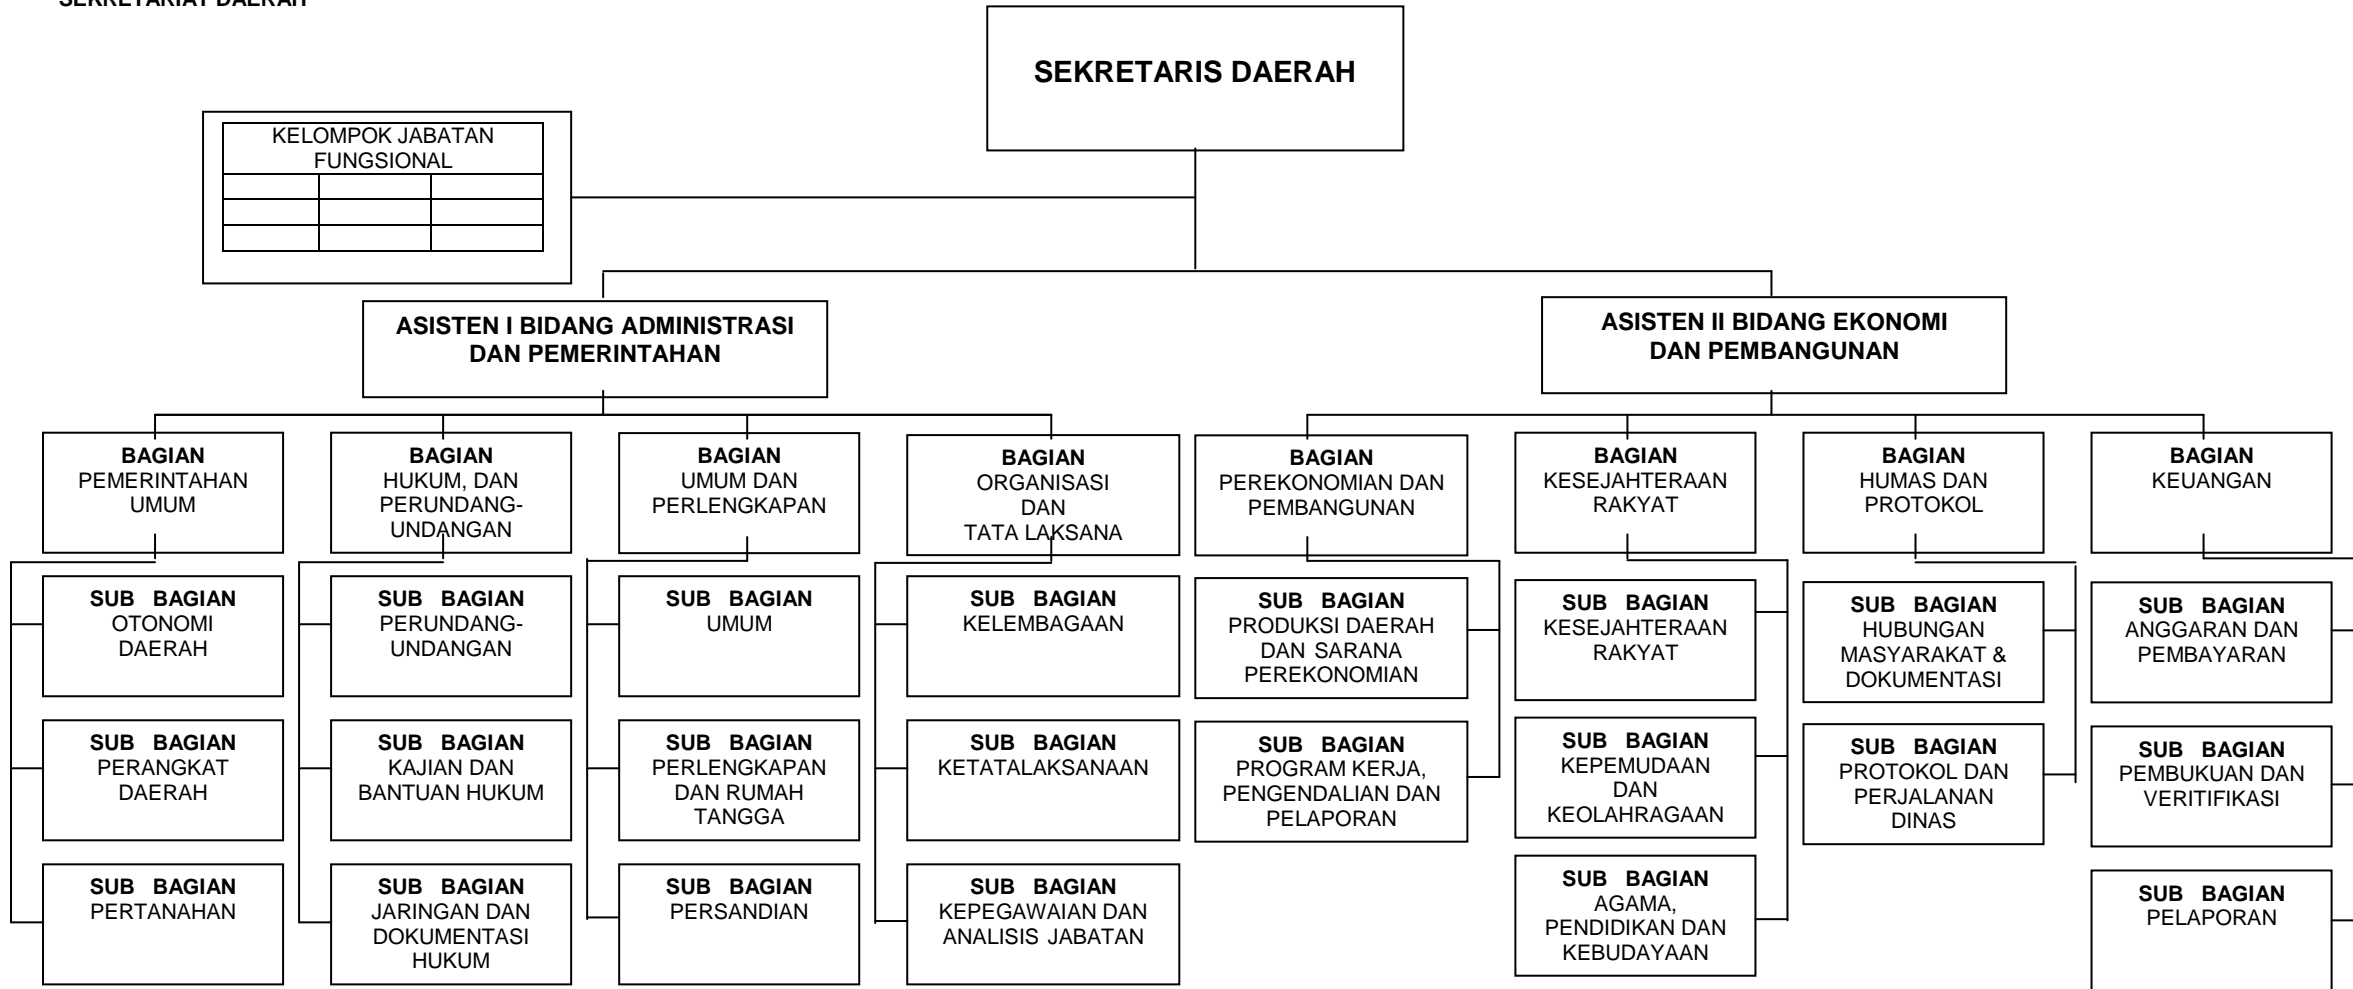 SEKRETARIAT DAERAH
SEKRETARIS DAERAH
KELOMPOK JABATAN
FUNGSIONAL
ASISTEN I BIDANG ADMINISTRASI
DAN PEMERINTAHAN
ASISTEN II BIDANG EKONOMI
DAN PEMBANGUNAN
BAGIAN
PEMERINTAHAN
UMUM
BAGIAN
HUKUM, DAN
PERUNDANG-
UNDANGAN
BAGIAN
UMUM DAN
PERLENGKAPAN
BAGIAN
ORGANISASI
DAN
TATA LAKSANA
BAGIAN
PEREKONOMIAN DAN
PEMBANGUNAN
BAGIAN
KESEJAHTERAAN
RAKYAT
BAGIAN
HUMAS DAN
PROTOKOL
BAGIAN
KEUANGAN
SUB BAGIAN
OTONOMI
DAERAH
SUB BAGIAN
PERUNDANG-
UNDANGAN
SUB BAGIAN
UMUM
SUB BAGIAN
KELEMBAGAAN
SUB BAGIAN
PRODUKSI DAERAH
DAN SARANA
PEREKONOMIAN
SUB BAGIAN
KESEJAHTERAAN
RAKYAT
SUB BAGIAN
HUBUNGAN
MASYARAKAT &
DOKUMENTASI
SUB BAGIAN
ANGGARAN DAN
PEMBAYARAN
SUB BAGIAN
PERANGKAT
DAERAH
SUB BAGIAN
KAJIAN DAN
BANTUAN HUKUM
SUB BAGIAN
PERLENGKAPAN
DAN RUMAH
TANGGA
SUB BAGIAN
KETATALAKSANAAN
SUB BAGIAN
PROGRAM KERJA,
PENGENDALIAN DAN
PELAPORAN
SUB BAGIAN
KEPEMUDAAN
DAN
KEOLAHRAGAAN
SUB BAGIAN
PROTOKOL DAN
PERJALANAN
DINAS
SUB BAGIAN
PEMBUKUAN DAN
VERITIFIKASI
SUB BAGIAN
PERTANAHAN
SUB BAGIAN
JARINGAN DAN
DOKUMENTASI
HUKUM
SUB BAGIAN
PERSANDIAN
SUB BAGIAN
KEPEGAWAIAN DAN
ANALISIS JABATAN
SUB BAGIAN
AGAMA,
PENDIDIKAN DAN
KEBUDAYAAN
SUB BAGIAN
PELAPORAN